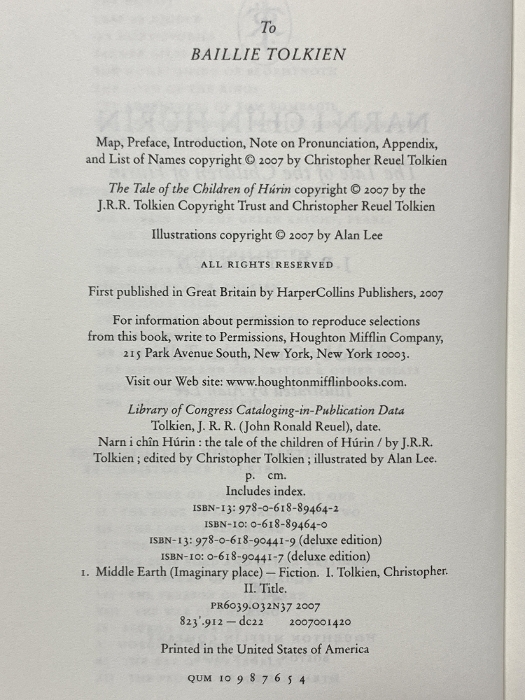 To
BAILLIE TOLKIEN
Map, Preface, Introduction, Note on Pronunciation, Appendix,
and List of Names copyright © 2007 by Christopher Reuel Tolkien
The Tale of the Children of Húrin copyright © 2007 by the
J.R.R. Tolkien Copyright Trust and Christopher Reuel Tolkien
Illustrations copyright © 2007 by Alan Lee
ALL RIGHTS RESERVED
First published in Great Britain by HarperCollins Publishers, 2007
For information about permission to reproduce selections
from this book, write to Permissions, Houghton Mifflin Company,
215 Park Avenue South, New York, New York 10003.
Visit our Web site: www.houghtonmifflinbooks.com.
Library of Congress Cataloging-in-Publication Data
Tolkien, J. R. R. (John Ronald Reuel), date.
Narn i chîn Húrin : the tale of the children of Húrin / by J.R.R.
Tolkien ; edited by Christopher Tolkien ; illustrated by Alan Lee.
p. cm.
Includes index.
ISBN-13: 978-0-618-89464-2
ISBN-10: 0-618-89464-0
ISBN-13: 978-0-618-90441-9 (deluxe edition)
ISBN-10: 0-618-90441-7 (deluxe edition)
1. Middle Earth (Imaginary place) — Fiction. I. Tolkien, Christopher.
II. Title.
PR6039.O32N37 2007
823'.912 — dc22 2007001420
Printed in the United States of America
QUM 10 9 8 7 6 5 4